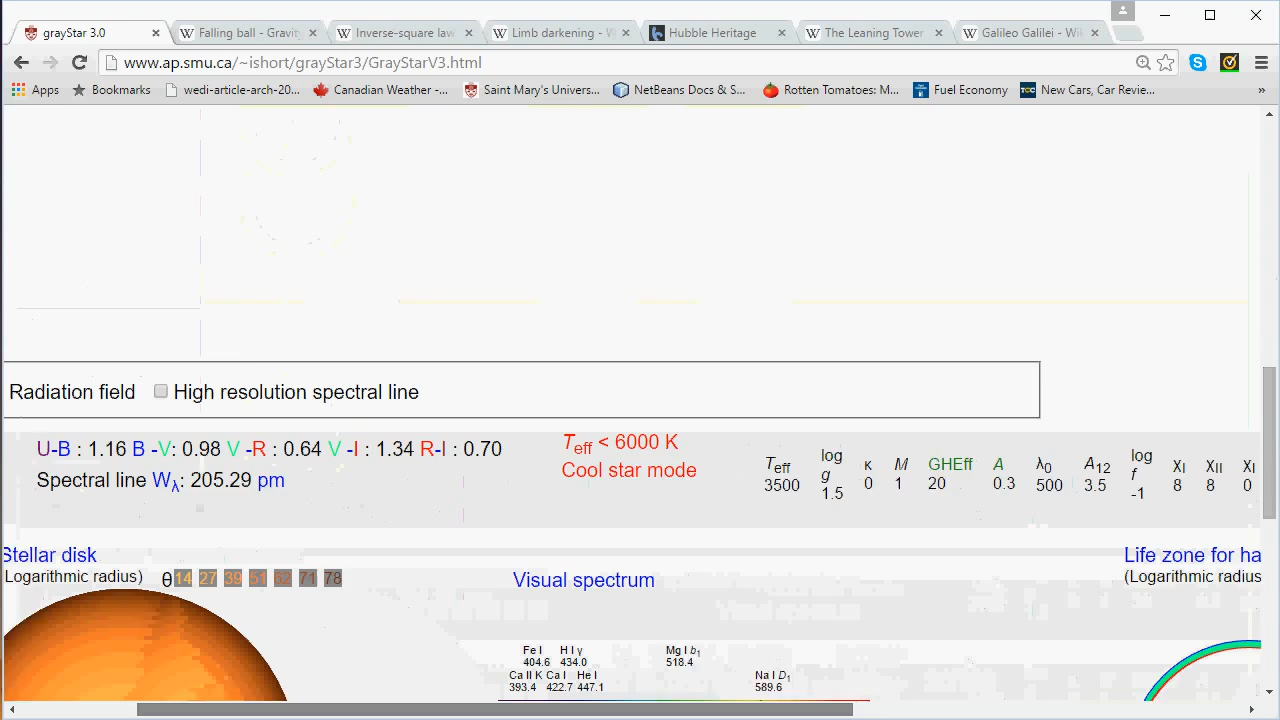 grayStar 3.0
Falling ball - Gravity
Inverse-square law
Limb darkening - W
Hubble Heritage
The Leaning Tower
Galileo Galilei - Wik
www.ap.smu.ca/~ishort/grayStar3/GrayStarV3.html
Apps
Bookmarks
iedi-article-arch-20...
Canadian Weather -...
Saint Mary's Univers...
NetBeans Docs & S...
Rotten Tomatoes: M...
Fuel Economy
TCC
New Cars, Car Revie...
»
Radiation field
High resolution spectral line
U-B : 1.16 B -V: 0.98 V -R : 0.64 V -I : 1.34 R-I : 0.70
Spectral line Wλ: 205.29 pm
Teff < 6000 K
Cool star mode
Teff log g κ M GHEff A λ0 A12 log f XI XII XI
3500 1.5 0 1 20 0.3 500 3.5 -1 8 8 0
Stellar disk
Logarithmic radius)
θ 14 27 39 51 62 71 78
Visual spectrum
Life zone for ha
(Logarithmic radius
Fe I H I γ Mg I b1
404.6 434.0 518.4
Ca II K Ca I He I Na I D1
393.4 422.7 447.1 589.6